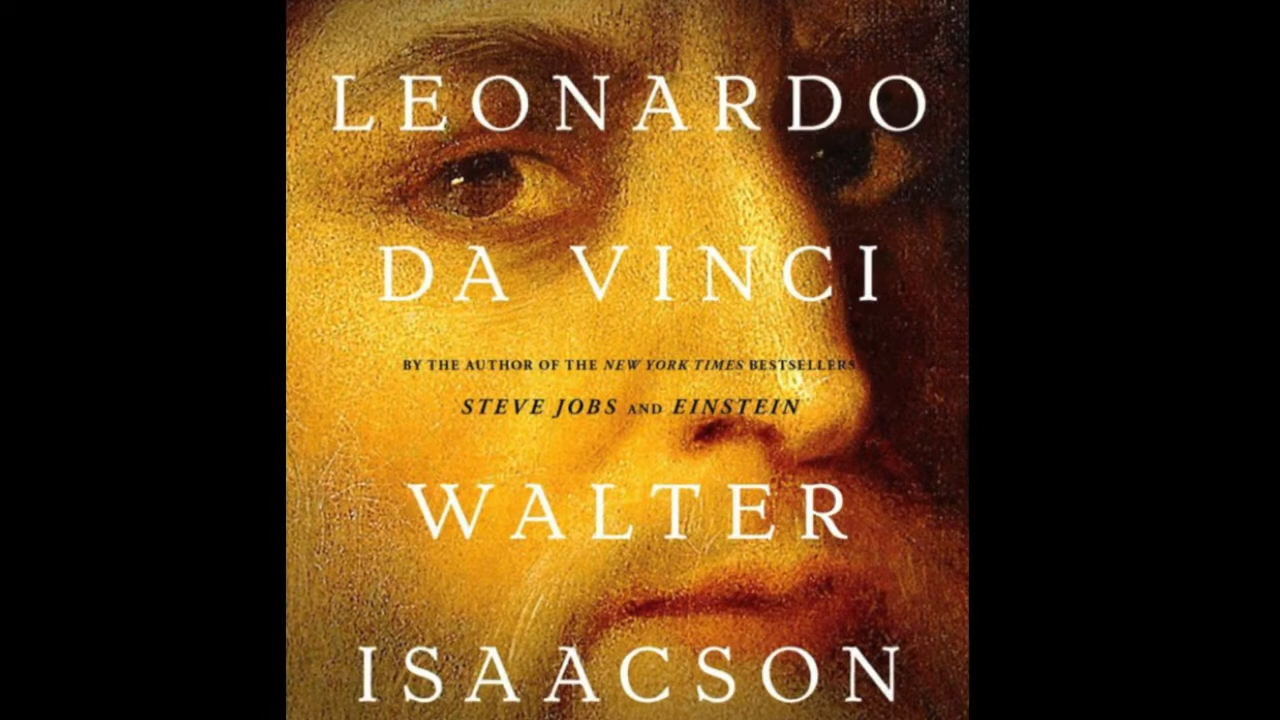 LEONARDO
DA VINCI
BY THE AUTHOR OF THE NEW YORK TIMES BESTSELLERS
STEVE JOBS AND EINSTEIN
WALTER
ISAACSON